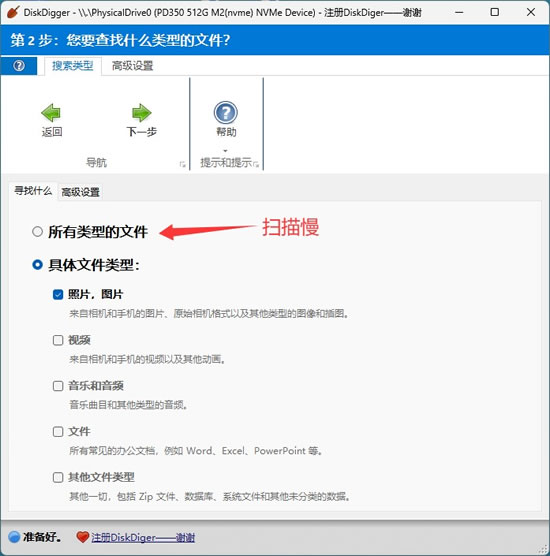 DiskDigger - \\.\PhysicalDrive0 (PD350 512G M2(nvme) NVMe Device) - 注册DiskDiger——谢谢
第 2 步：您要查找什么类型的文件？
搜索类型 高级设置
返回 下一步 帮助
导航 提示和提示
寻找什么 高级设置
所有类型的文件 扫描慢
具体文件类型：
照片，图片
来自相机和手机的图片、原始相机格式以及其他类型的图像和插图。
视频
来自相机和手机的视频以及其他动画。
音乐和音频
音乐曲目和其他类型的音频。
文件
所有常见的办公文档，例如 Word、Excel、PowerPoint 等。
其他文件类型
其他一切，包括 Zip 文件、数据库、系统文件和其他未分类的数据。
准备好。 注册DiskDiger——谢谢